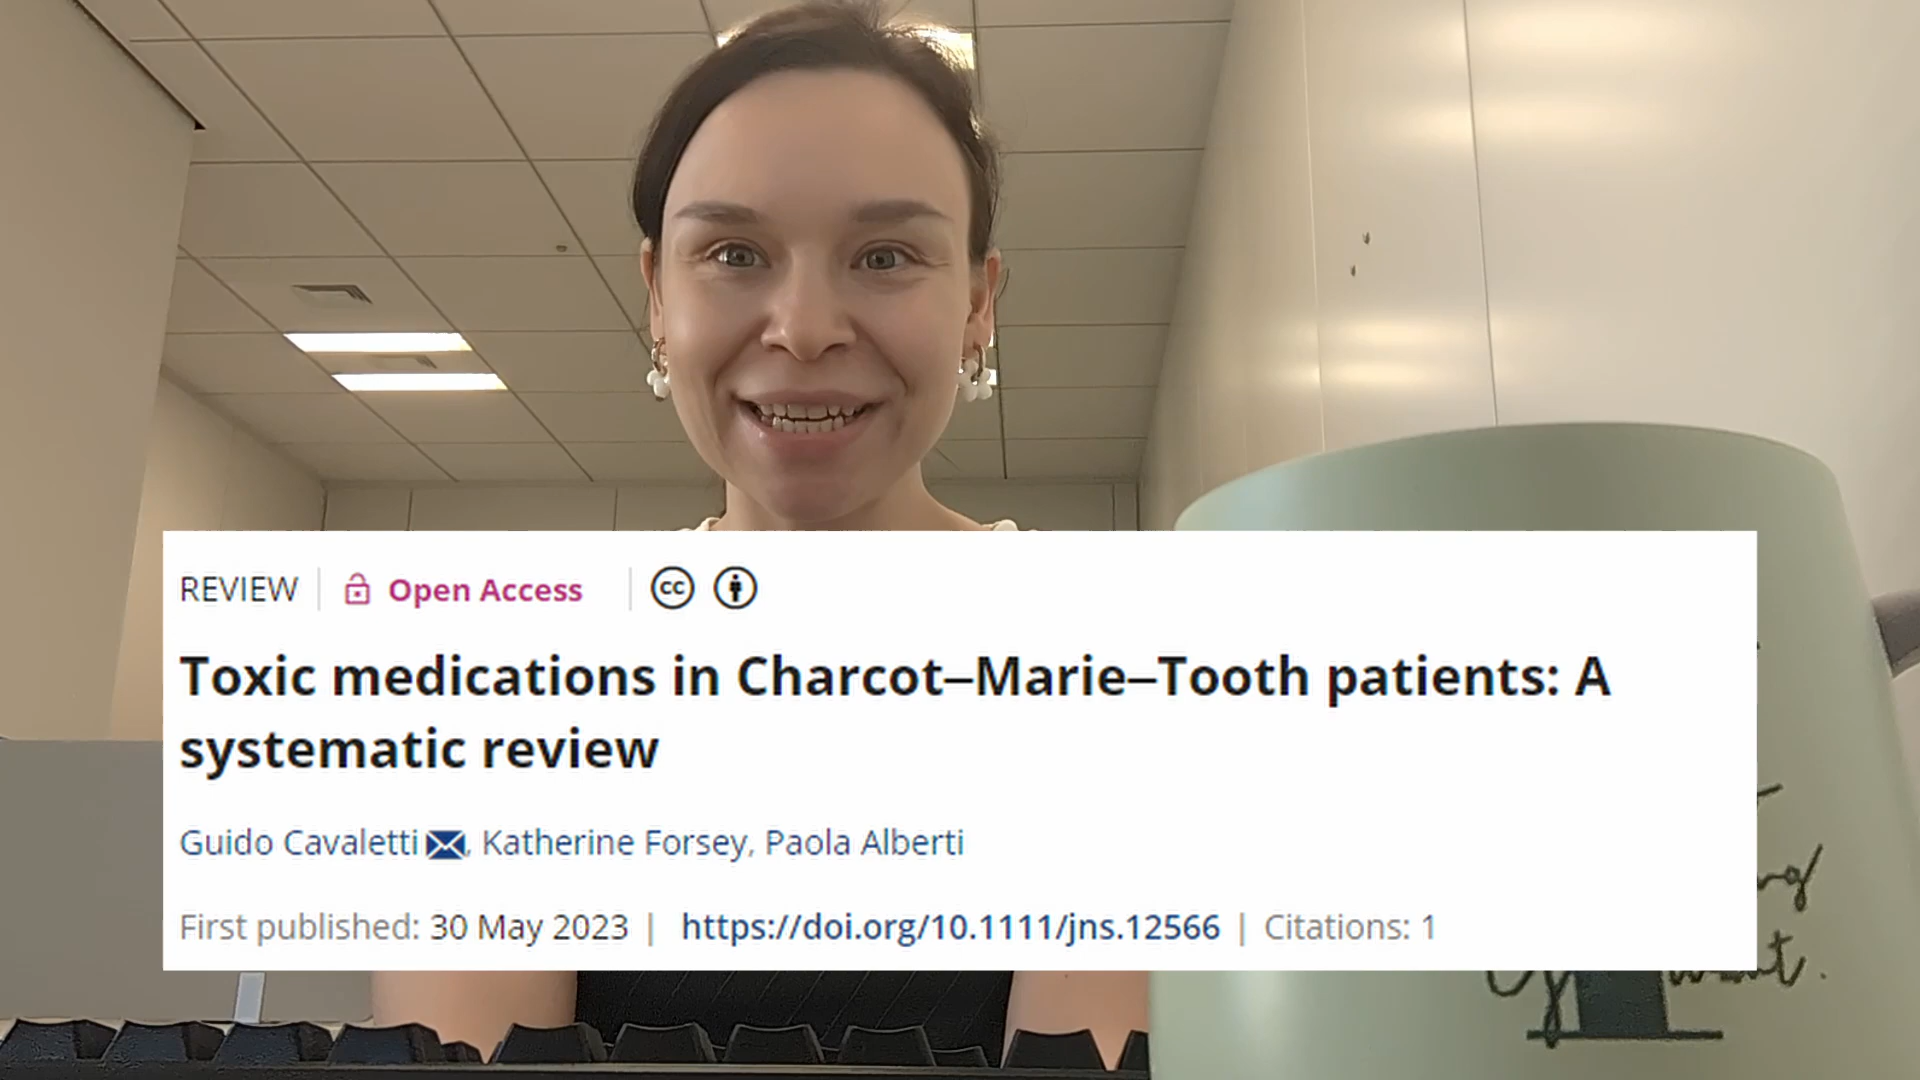 REVIEW | Open Access | cc
Toxic medications in Charcot–Marie–Tooth patients: A
systematic review
Guido Cavaletti, Katherine Forsey, Paola Alberti
First published: 30 May 2023 | https://doi.org/10.1111/jns.12566 | Citations: 1